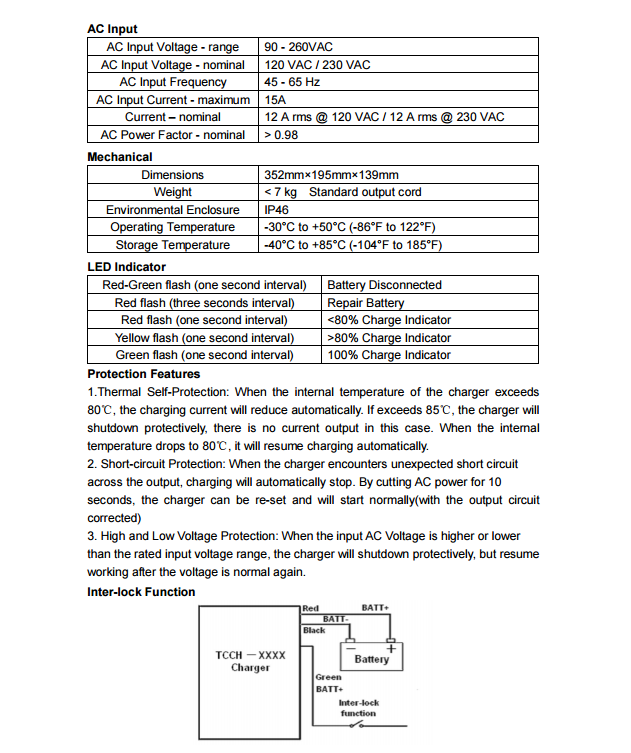 AC Input
AC Input Voltage - range 90 - 260VAC
AC Input Voltage - nominal 120 VAC / 230 VAC
AC Input Frequency 45 - 65 Hz
AC Input Current - maximum 15A
Current – nominal 12 A rms @ 120 VAC / 12 A rms @ 230 VAC
AC Power Factor - nominal > 0.98
Mechanical
Dimensions 352mm×195mm×139mm
Weight < 7 kg Standard output cord
Environmental Enclosure IP46
Operating Temperature -30°C to +50°C (-86°F to 122°F)
Storage Temperature -40°C to +85°C (-104°F to 185°F)
LED Indicator
Red-Green flash (one second interval) Battery Disconnected
Red flash (three seconds interval) Repair Battery
Red flash (one second interval) <80% Charge Indicator
Yellow flash (one second interval) >80% Charge Indicator
Green flash (one second interval) 100% Charge Indicator
Protection Features
1.Thermal Self-Protection: When the internal temperature of the charger exceeds
80℃, the charging current will reduce automatically. If exceeds 85℃, the charger will
shutdown protectively, there is no current output in this case. When the internal
temperature drops to 80℃, it will resume charging automatically.
2. Short-circuit Protection: When the charger encounters unexpected short circuit
across the output, charging will automatically stop. By cutting AC power for 10
seconds, the charger can be re-set and will start normally(with the output circuit
corrected)
3. High and Low Voltage Protection: When the input AC Voltage is higher or lower
than the rated input voltage range, the charger will shutdown protectively, but resume
working after the voltage is normal again.
Inter-lock Function
Red BATT+
BATT-
Black
- +
TCCH — XXXX
Charger
Battery
Green
BATT+
Inter-lock
function